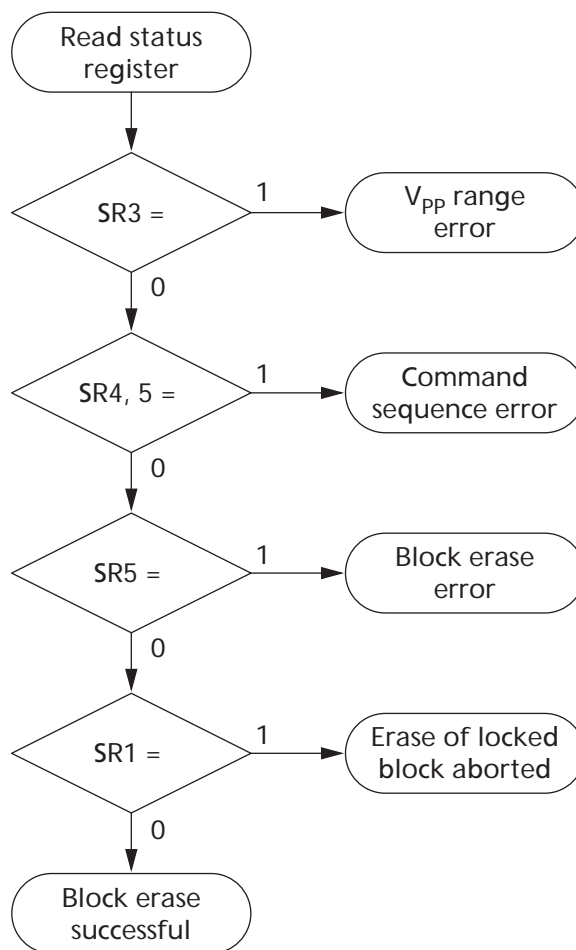 Read status
register
SR3 =
1
V_PP range
error
0
SR4, 5 =
1
Command
sequence error
0
SR5 =
1
Block erase
error
0
SR1 =
1
Erase of locked
block aborted
0
Block erase
successful